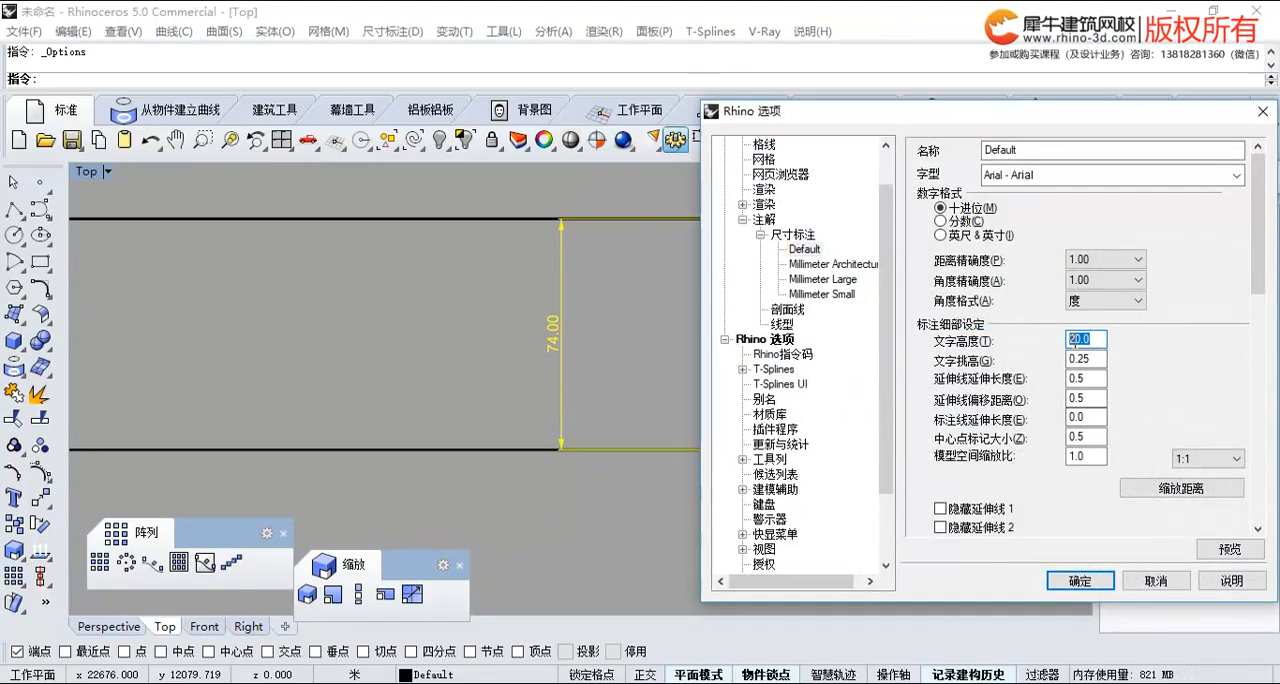 未命名 - Rhinoceros 5.0 Commercial - [Top]
犀牛建筑网校
www.rhino-3d.com
版权所有
文件(F) 编辑(E) 查看(V) 曲线(C) 曲面(S) 实体(O) 网格(M) 尺寸标注(D) 变动(T) 工具(L) 分析(A) 渲染(R) 面板(P) T-Splines V-Ray 说明(H)
参加或购买课程（及设计业务）咨询：13818281360（微信）
指令: _Options
指令:
标准 从物件建立曲线 建筑工具 幕墙工具 铝板铝板 背景图 工作平面
Rhino 选项
Top
74.00
格线
网格
网页浏览器
渲染
渲染
注解
尺寸标注
Default
Millimeter Architectu
Millimeter Large
Millimeter Small
剖面线
线型
Rhino 选项
Rhino指令码
T-Splines
T-Splines UI
别名
材质库
插件程序
更新与统计
工具列
候选列表
建模辅助
键盘
警示器
快显菜单
视图
授权
名称 Default
字型 Arial - Arial
数字格式
十进位(M)
分数(C)
英尺 & 英寸(I)
距离精确度(P): 1.00
角度精确度(A): 1.00
角度格式(A): 度
标注细部设定
文字高度(T): 20.0
文字挑高(G): 0.25
延伸线延伸长度(E): 0.5
延伸线偏移距离(O): 0.5
标注线延伸长度(E): 0.0
中心点标记大小(Z): 0.5
模型空间缩放比: 1.0 1:1
缩放距离
隐藏延伸线 1
隐藏延伸线 2
预览
确定 取消 说明
阵列
缩放
Perspective Top Front Right
端点 最近点 点 中点 中心点 交点 垂点 切点 四分点 节点 顶点 投影 停用
工作平面 x 22676.000 y 12079.719 z 0.000 米 Default 锁定格点 正交 平面模式 物件锁点 智慧轨迹 操作轴 记录建构历史 过滤器 内存使用量: 821 MB